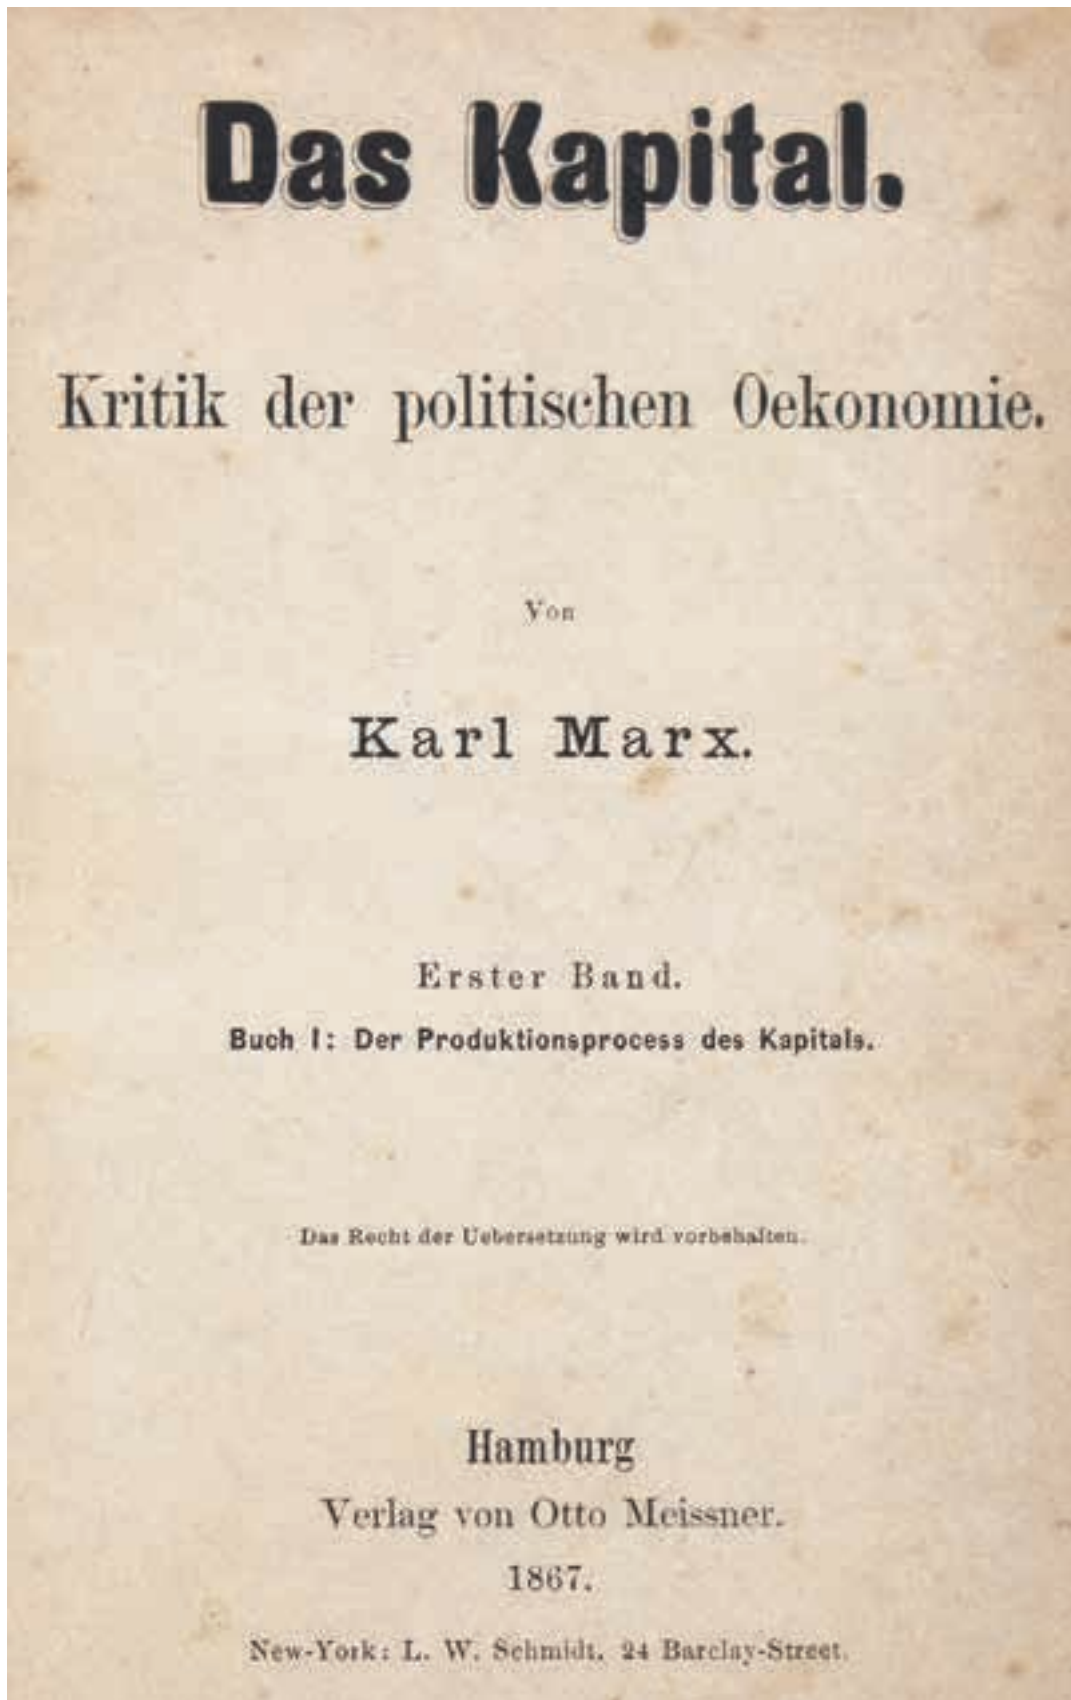 Das Kapital.
Kritik der politischen Oekonomie.
Von
Karl Marx.
Erster Band.
Buch I: Der Produktionsprocess des Kapitals.
Das Recht der Uebersetzung wird vorbehalten.
Hamburg
Verlag von Otto Meissner.
1867.
New-York: L. W. Schmidt. 24 Barclay-Street.